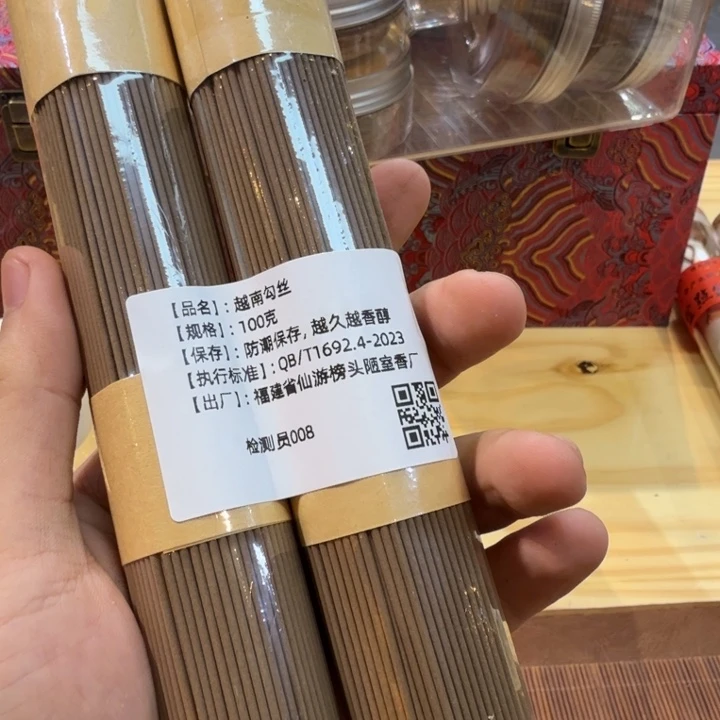 【品名】: 越南勾丝
【规格】: 100克
【保存】: 防潮保存, 越久越香醇
【执行标准】: QB/T1692.4-2023
【出厂】: 福建省仙游榜头陋室香厂
检测员008